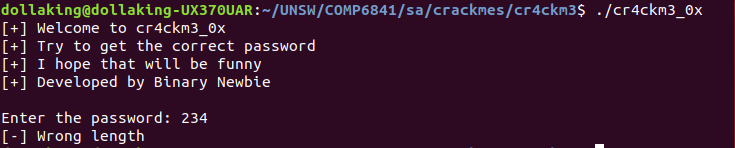 dollaking@dollaking-UX370UAR:~/UNSW/COMP6841/sa/crackmes/cr4ckm3$ ./cr4ckm3_0x
[+] Welcome to cr4ckm3_0x
[+] Try to get the correct password
[+] I hope that will be funny
[+] Developed by Binary Newbie
Enter the password: 234
[-] Wrong length